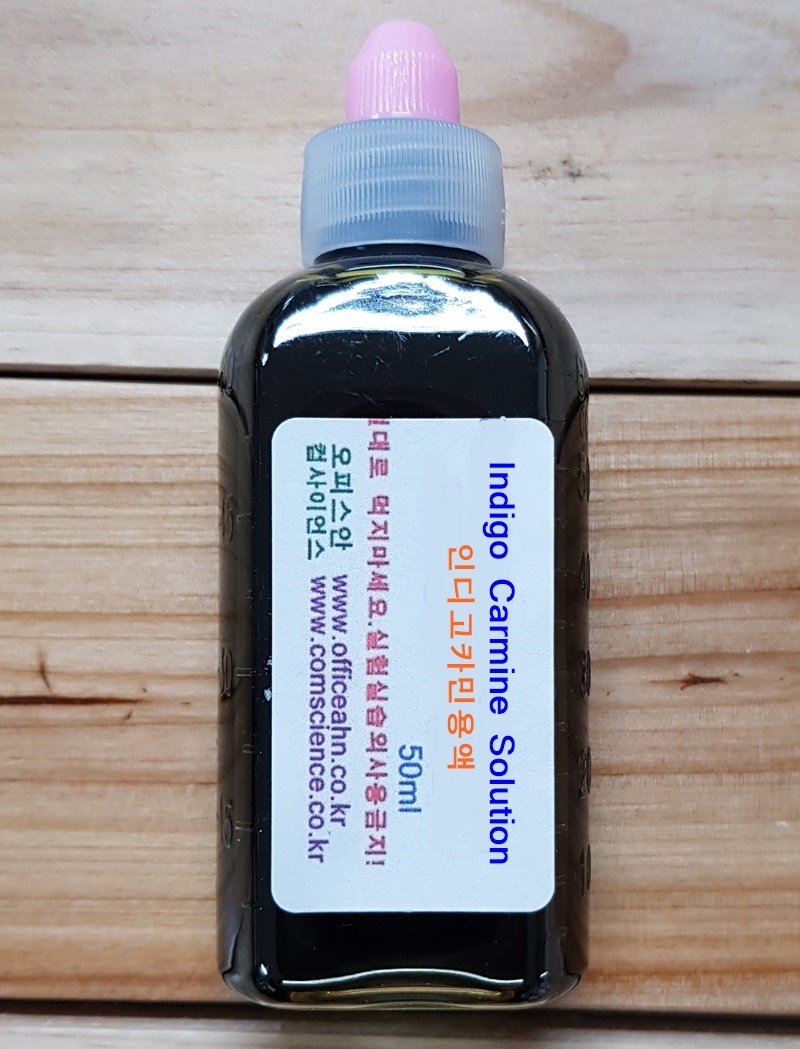 Indigo Carmine Solution
인디고카민용액
50ml
대로 먹지마세요.실험실습외사용금지!
오피스안 www.officeahn.co.kr
컴사이언스 www.comscience.co.kr